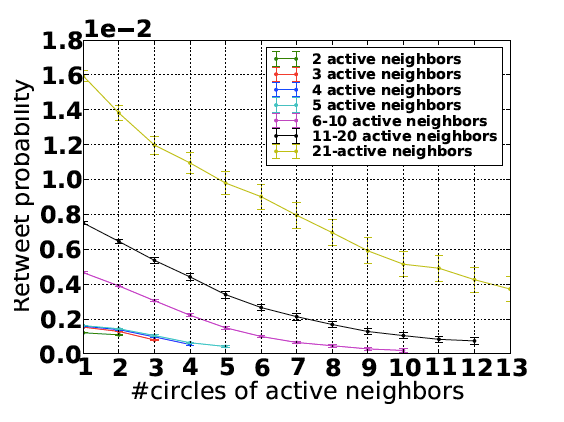 1e−2
1.8
1.6
1.4
1.2
1.0
0.8
0.6
0.4
0.2
0.0
Retweet probability
2 active neighbors
3 active neighbors
4 active neighbors
5 active neighbors
6-10 active neighbors
11-20 active neighbors
21-active neighbors
1 2 3 4 5 6 7 8 9 10 11 12 13
#circles of active neighbors